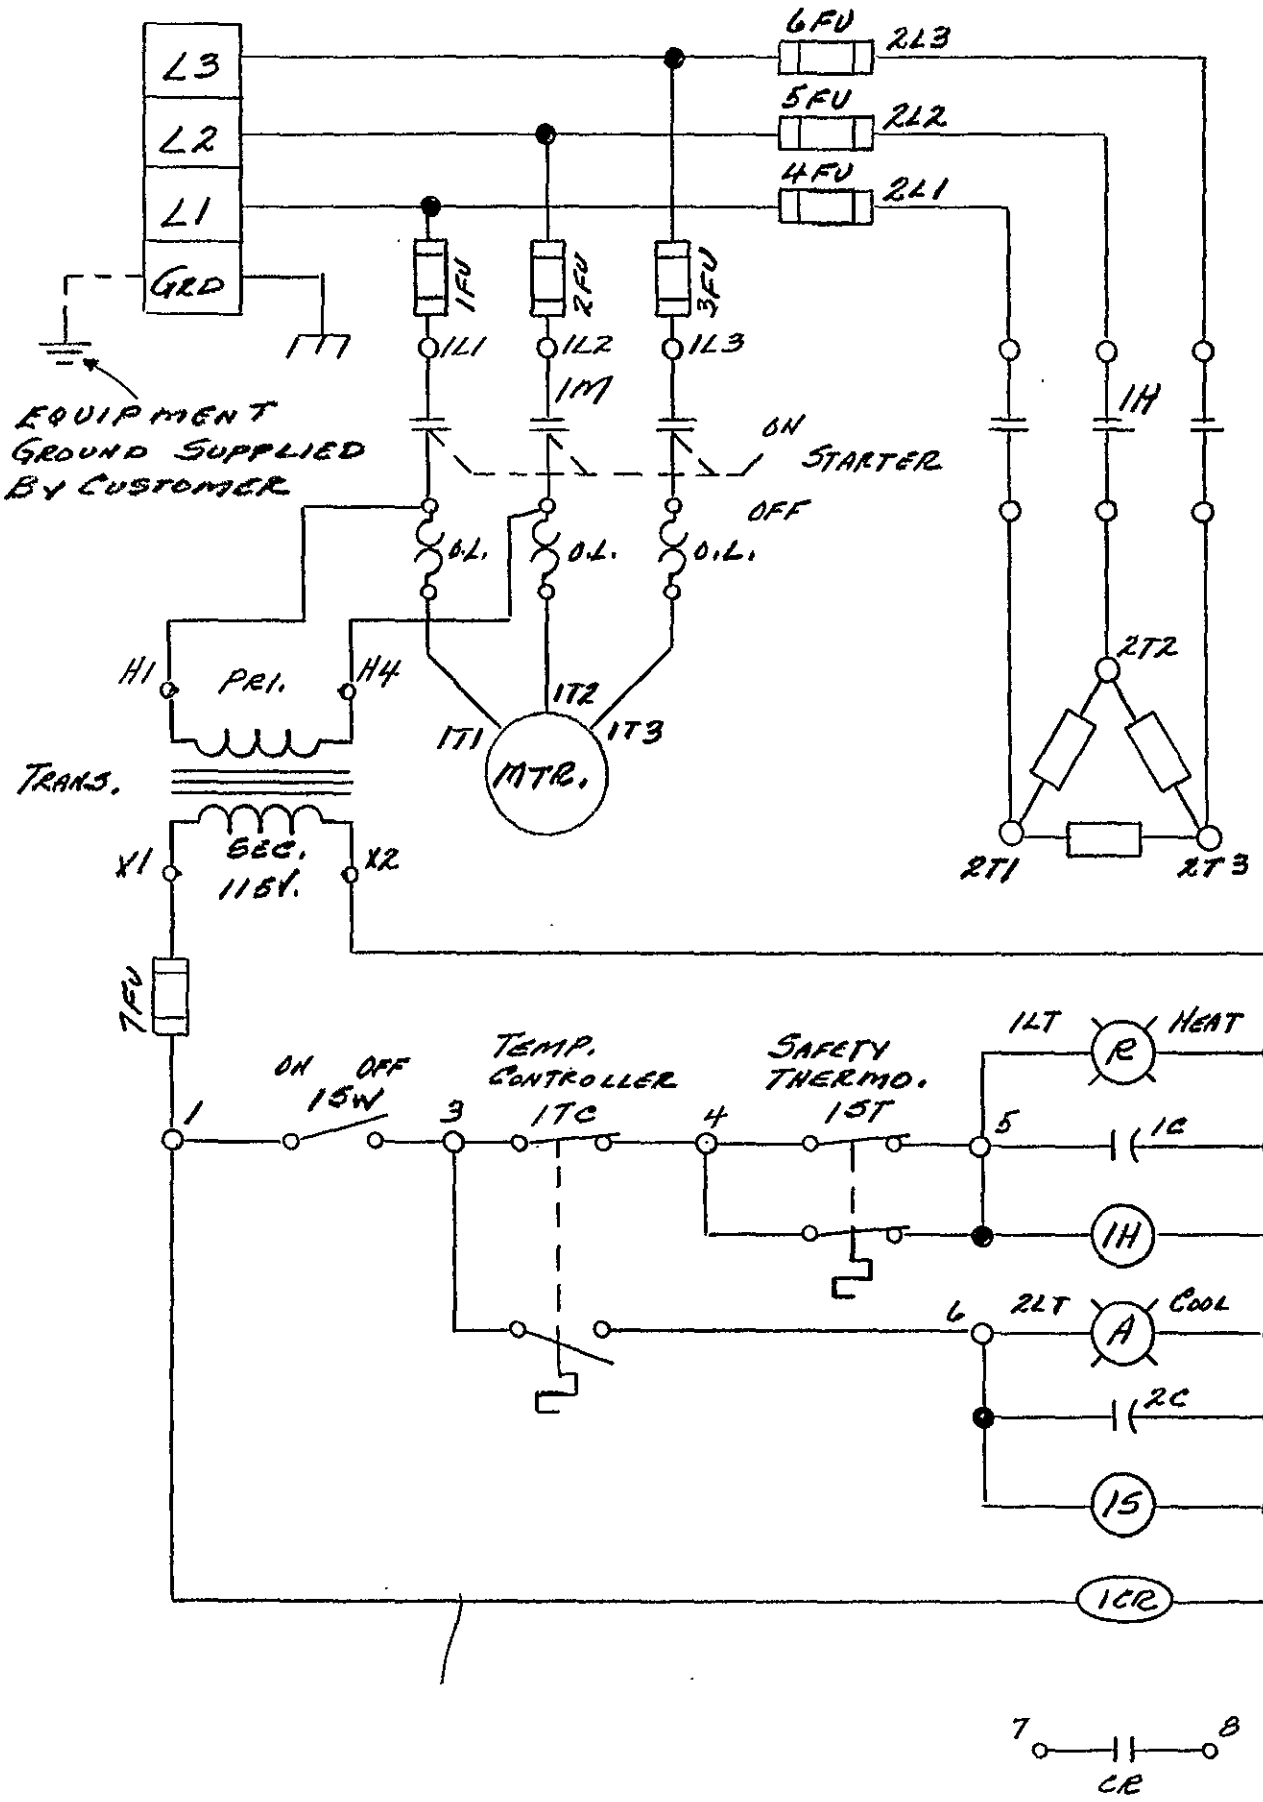 6FU
L3
2L3
5FU
L2
2L2
4FU
L1
2L1
GRD
1FU
2FU
3FU
1L1
1L2
1L3
1M
1H
EQUIPMENT
GROUND SUPPLIED
BY CUSTOMER
ON
STARTER
OFF
O.L.
O.L.
O.L.
H1
PRI.
H4
2T2
1T2
1T1
1T3
MTR.
TRANS.
SEC.
115V.
X1
X2
2T1
2T3
7FU
1LT
R
HEAT
TEMP.
CONTROLLER
SAFETY
THERMO.
ON OFF
1SW
1
3
1TC
4
1ST
5
1C
1H
6
2LT
A
COOL
2C
1S
1CR
7
8
CR